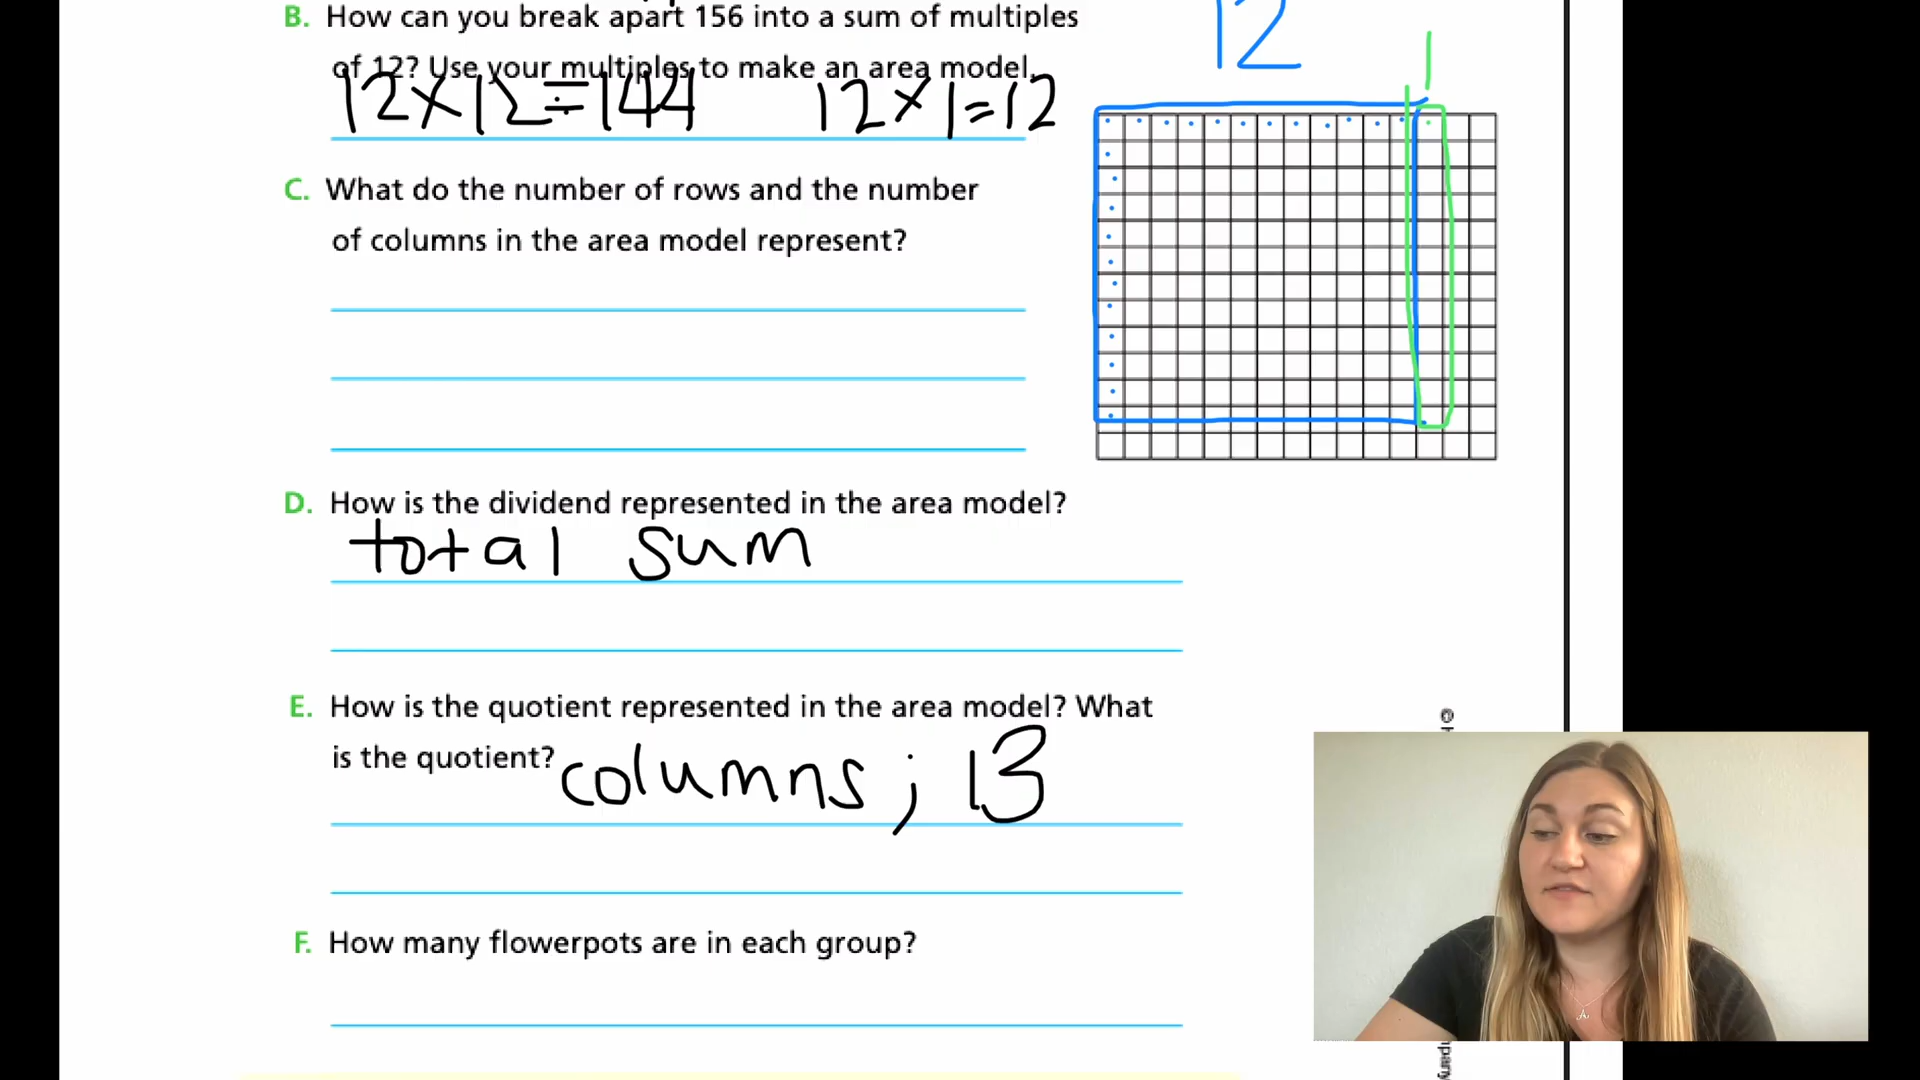 12
1
B. How can you break apart 156 into a sum of multiples
of 12? Use your multiples to make an area model.
12×12=144 12×1=12
C. What do the number of rows and the number
of columns in the area model represent?
D. How is the dividend represented in the area model?
total sum
E. How is the quotient represented in the area model? What
is the quotient?
columns; 13
F. How many flowerpots are in each group?
©